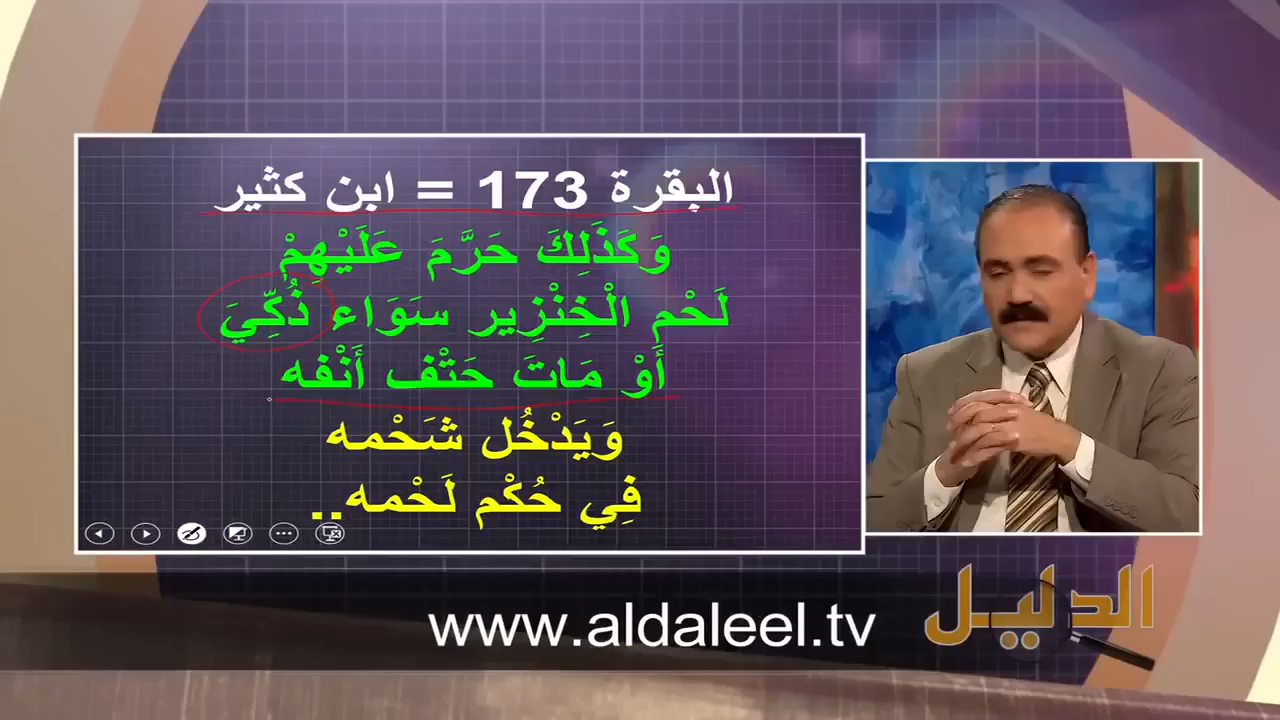 البقرة 173 = ابن كثير
وَكَذَلِكَ حَرَّمَ عَلَيْهِمْ
لَحْم الْخِنْزِير سَوَاء ذُكِّيَ
أَوْ مَاتَ حَتْف أَنْفه
وَيَدْخُل شَحْمه
فِي حُكْم لَحْمه..
الدليل
www.aldaleel.tv